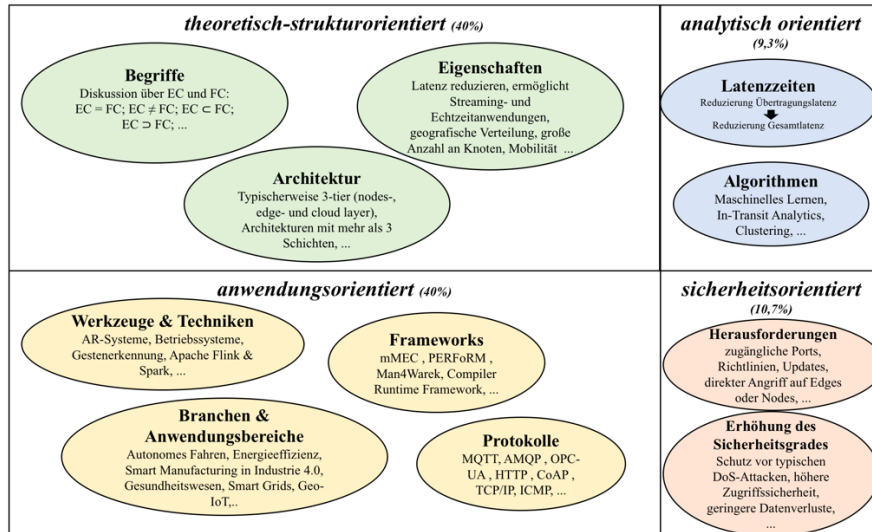 theoretisch-strukturorientiert (40%)
Begriffe
Diskussion über EC und FC:
EC = FC; EC ≠ FC; EC ⊂ FC;
EC ⊃ FC; ...
Eigenschaften
Latenz reduzieren, ermöglicht
Streaming- und
Echtzeitanwendungen,
geografische Verteilung, große
Anzahl an Knoten, Mobilität ...
Architektur
Typischerweise 3-tier (nodes-,
edge- und cloud layer),
Architekturen mit mehr als 3
Schichten, ...
analytisch orientiert
(9,3%)
Latenzzeiten
Reduzierung Übertragungslatenz
Reduzierung Gesamtlatenz
Algorithmen
Maschinelles Lernen,
In-Transit Analytics,
Clustering, ...
anwendungsorientiert (40%)
Werkzeuge & Techniken
AR-Systeme, Betriebssysteme,
Gestenerkennung, Apache Flink &
Spark, ...
Frameworks
mMEC , PERFoRM ,
Man4Warek, Compiler
Runtime Framework, ...
Branchen &
Anwendungsbereiche
Autonomes Fahren, Energieeffizienz,
Smart Manufacturing in Industrie 4.0,
Gesundheitswesen, Smart Grids, Geo-
IoT,..
Protokolle
MQTT, AMQP , OPC-
UA , HTTP , CoAP ,
TCP/IP, ICMP, ...
sicherheitsorientiert
(10,7%)
Herausforderungen
zugängliche Ports,
Richtlinien, Updates,
direkter Angriff auf Edges
oder Nodes, ...
Erhöhung des
Sicherheitsgrades
Schutz vor typischen
DoS-Attacken, höhere
Zugriffssicherheit,
geringere Datenverluste,
...